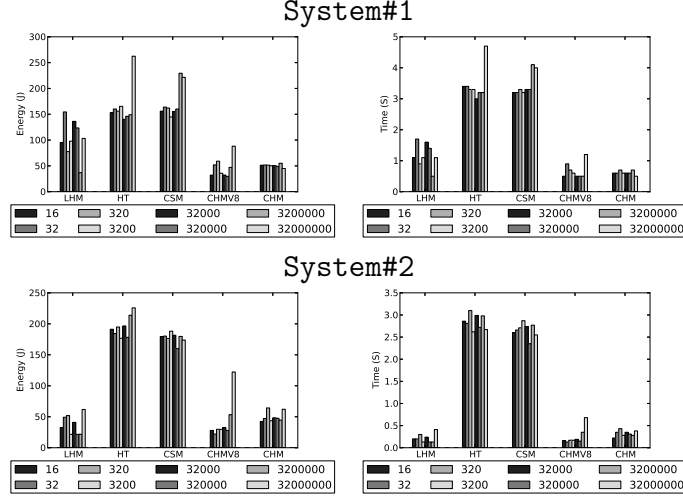 System#1
300
250
200
150
100
50
0
Energy (J)
LHM HT CSM CHMV8 CHM
16 320 32000 3200000
32 3200 320000 32000000
5
4
3
2
1
0
Time (S)
LHM HT CSM CHMV8 CHM
16 320 32000 3200000
32 3200 320000 32000000
System#2
250
200
150
100
50
0
Energy (J)
LHM HT CSM CHMV8 CHM
16 320 32000 3200000
32 3200 320000 32000000
3.5
3.0
2.5
2.0
1.5
1.0
0.5
0.0
Time (S)
LHM HT CSM CHMV8 CHM
16 320 32000 3200000
32 3200 320000 32000000